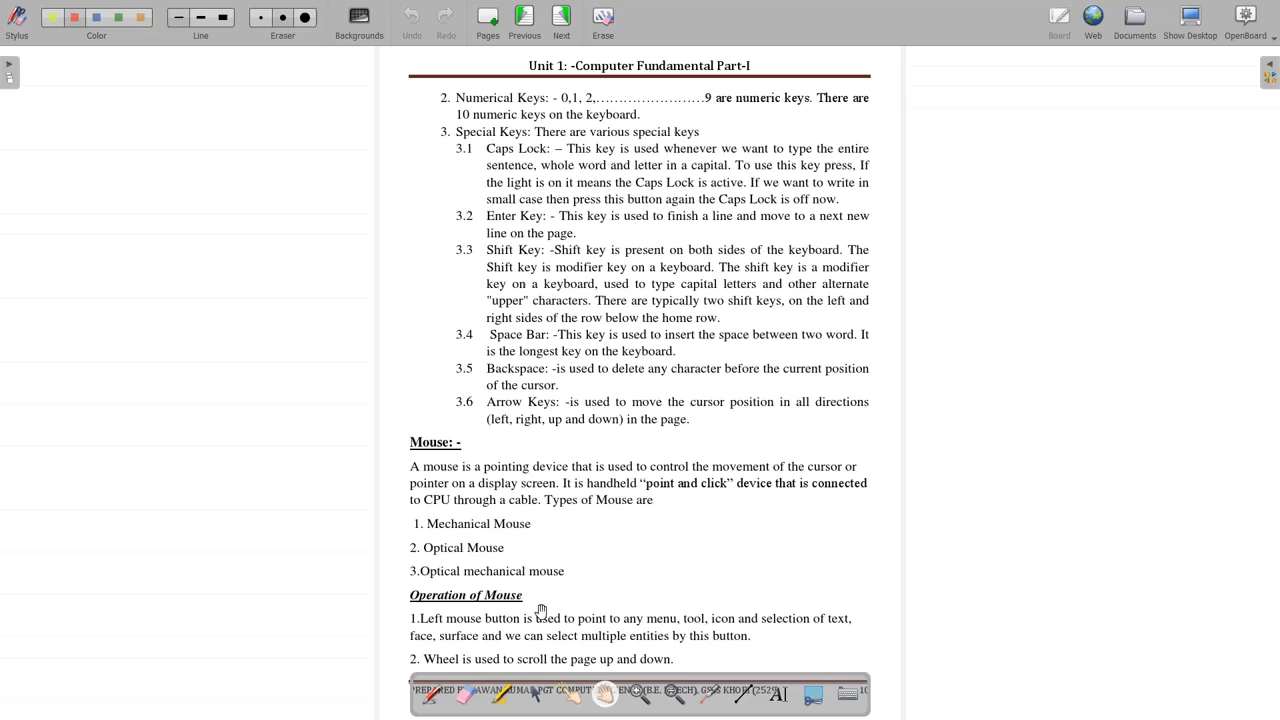 Stylus
Color
Line
Eraser
Backgrounds
Undo
Redo
Pages
Previous
Next
Erase
Board
Web
Documents
Show Desktop
OpenBoard
Unit 1: -Computer Fundamental Part-I
2. Numerical Keys: - 0,1, 2,……………………9 are numeric keys. There are
10 numeric keys on the keyboard.
3. Special Keys: There are various special keys
3.1 Caps Lock: – This key is used whenever we want to type the entire
sentence, whole word and letter in a capital. To use this key press, If
the light is on it means the Caps Lock is active. If we want to write in
small case then press this button again the Caps Lock is off now.
3.2 Enter Key: - This key is used to finish a line and move to a next new
line on the page.
3.3 Shift Key: -Shift key is present on both sides of the keyboard. The
Shift key is modifier key on a keyboard. The shift key is a modifier
key on a keyboard, used to type capital letters and other alternate
"upper" characters. There are typically two shift keys, on the left and
right sides of the row below the home row.
3.4 Space Bar: -This key is used to insert the space between two word. It
is the longest key on the keyboard.
3.5 Backspace: -is used to delete any character before the current position
of the cursor.
3.6 Arrow Keys: -is used to move the cursor position in all directions
(left, right, up and down) in the page.
Mouse: -
A mouse is a pointing device that is used to control the movement of the cursor or
pointer on a display screen. It is handheld “point and click” device that is connected
to CPU through a cable. Types of Mouse are
1. Mechanical Mouse
2. Optical Mouse
3.Optical mechanical mouse
Operation of Mouse
1.Left mouse button is used to point to any menu, tool, icon and selection of text,
face, surface and we can select multiple entities by this button.
2. Wheel is used to scroll the page up and down.